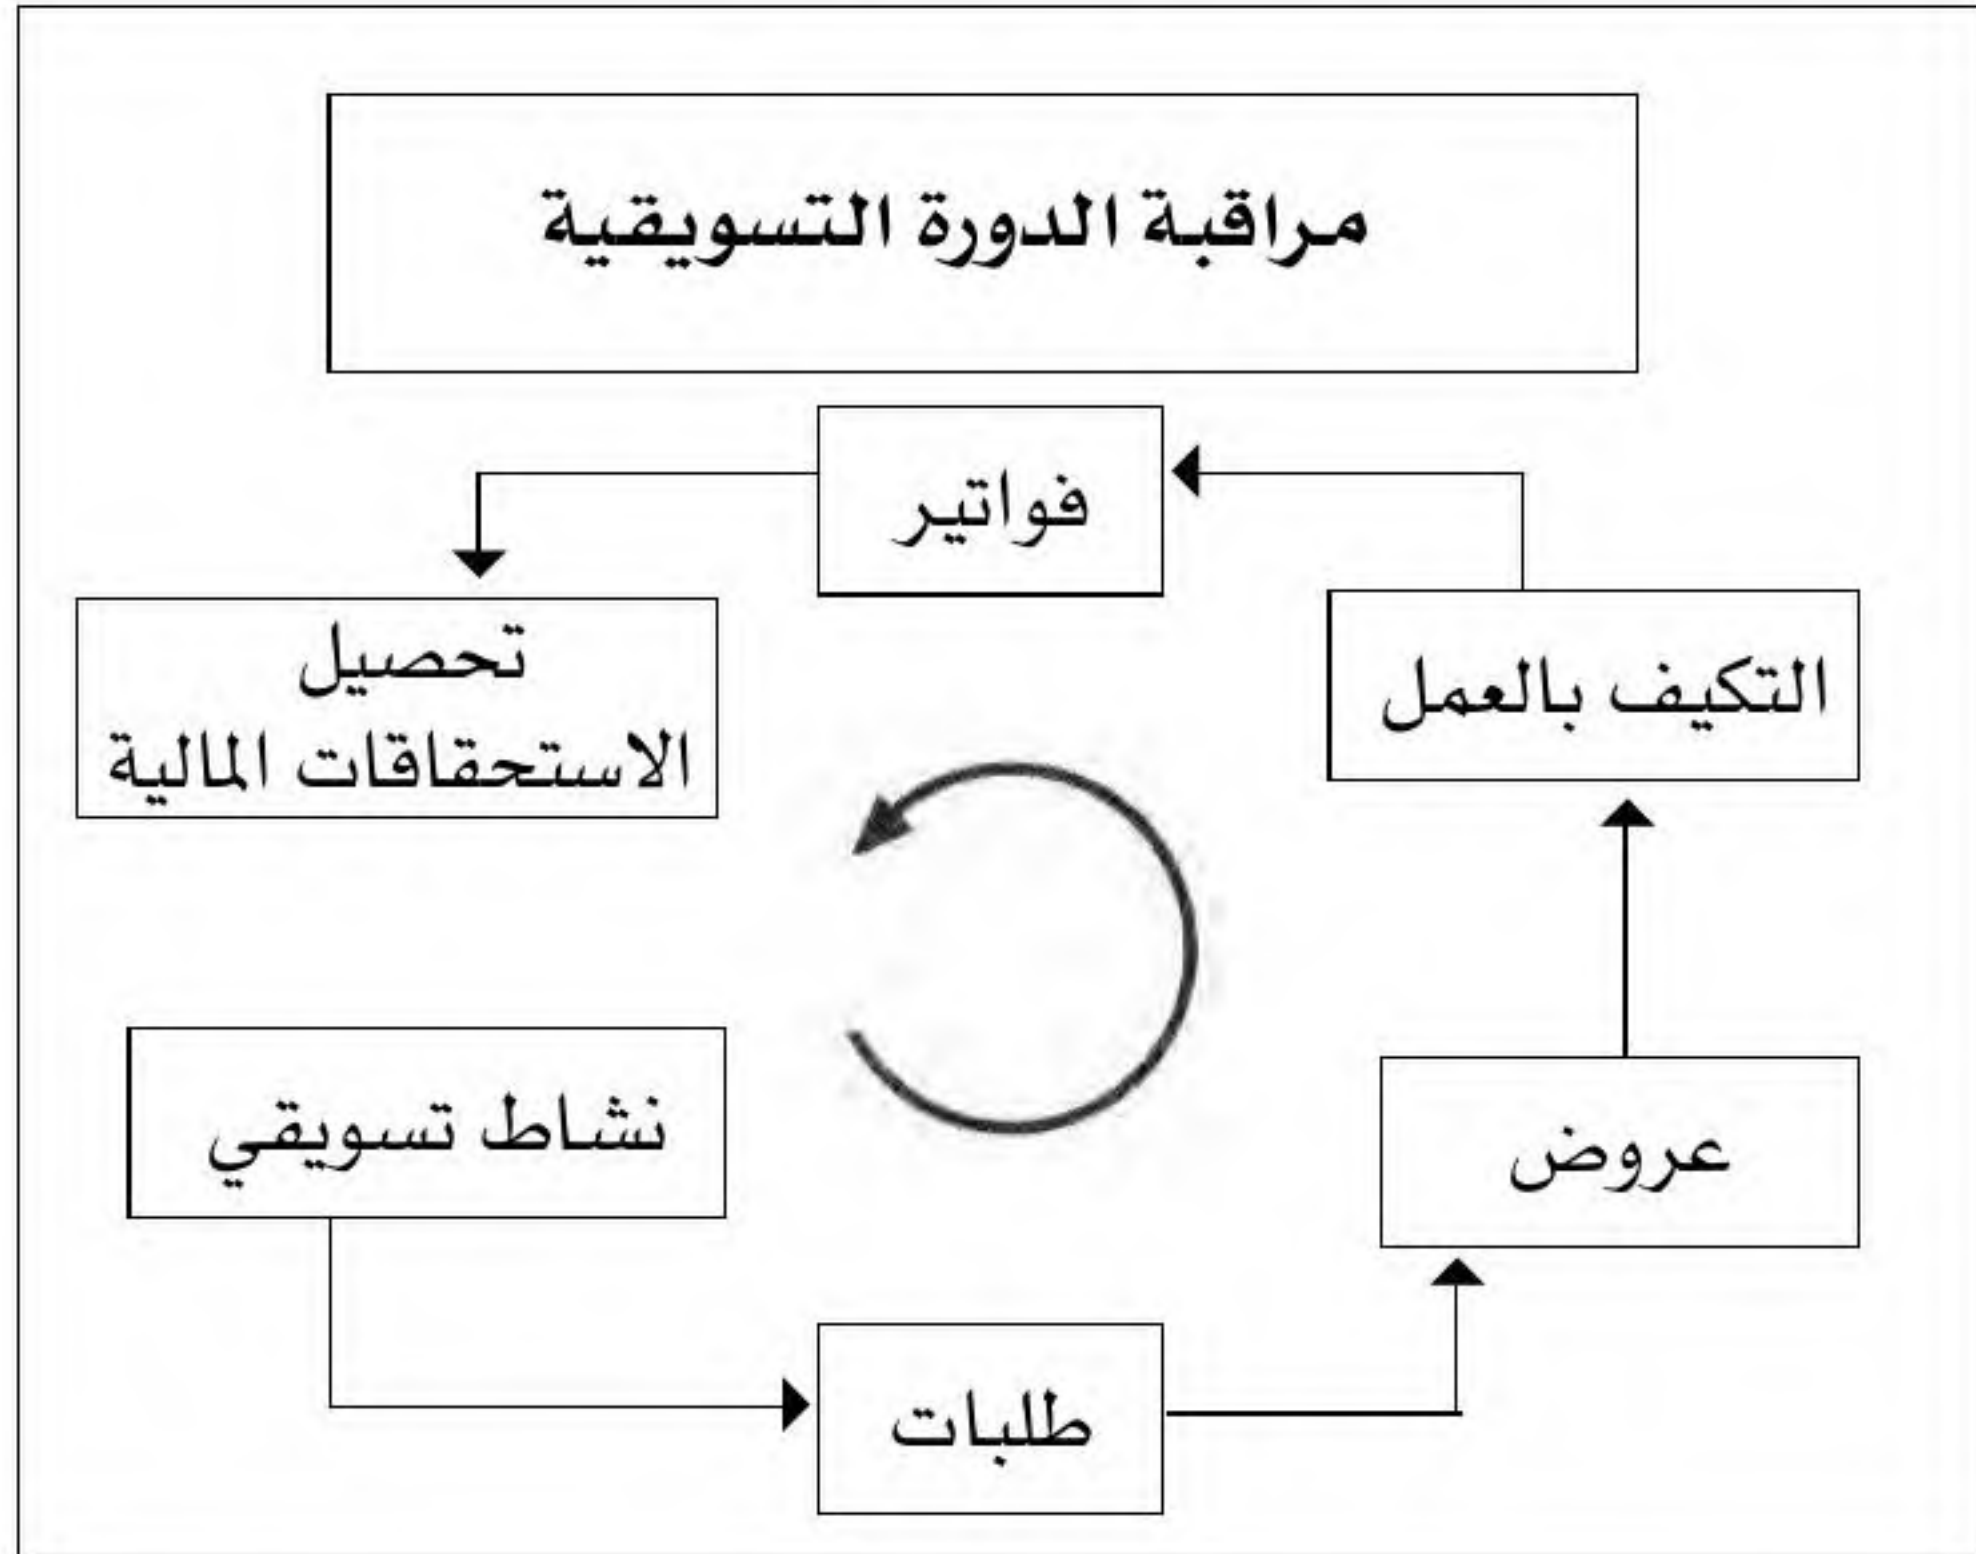 مراقبة الدورة التسويقية
فواتير
التكيف بالعمل
تحصيل
الاستحقاقات المالية
نشاط تسويقي
عروض
طلبات